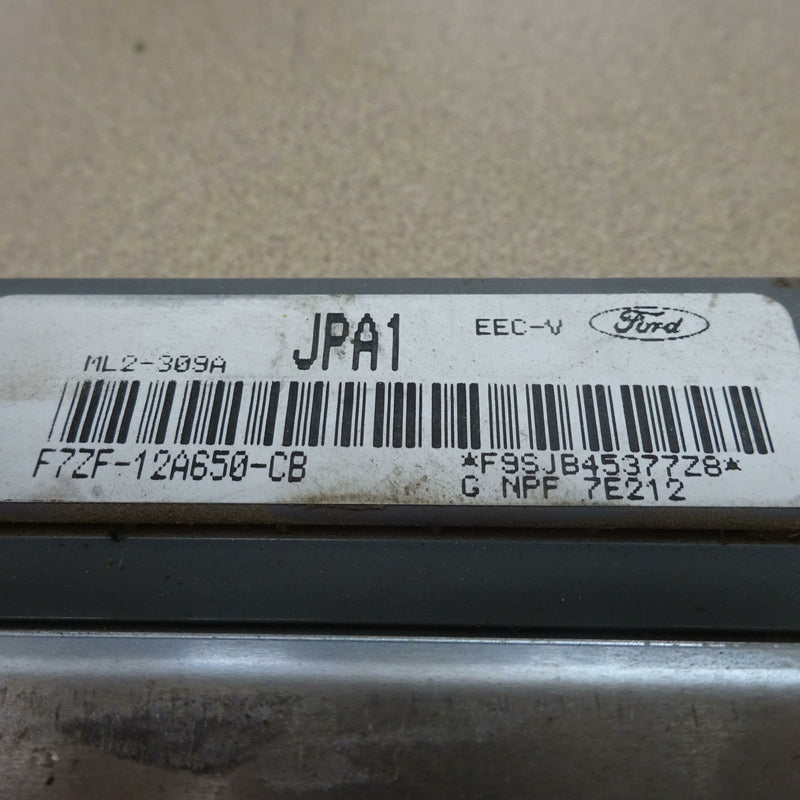 JPA1
EEC-V
Ford
ML2-309A
F7ZF-12A650-CB
*F9SJB45377Z8*
G NPF 7E212